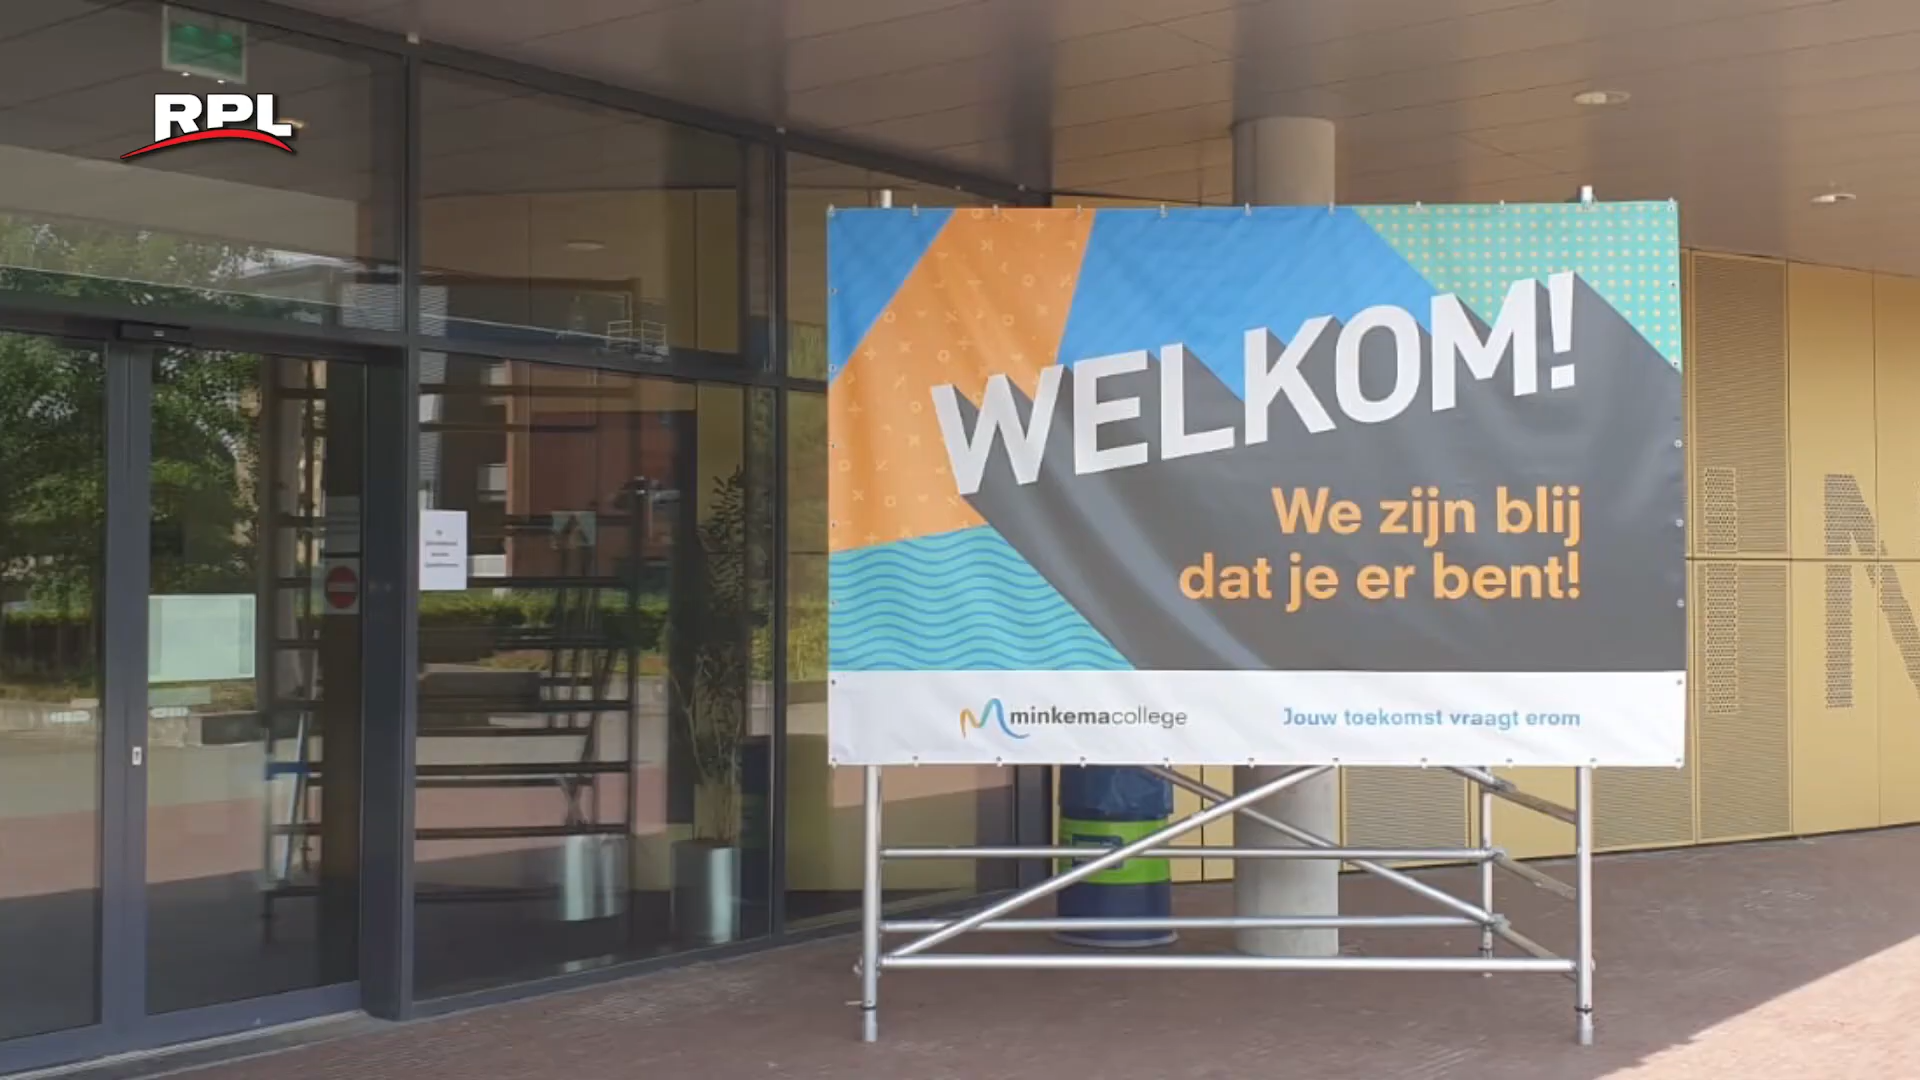 RPL
WELKOM!
We zijn blij
dat je er bent!
minkemacollege
Jouw toekomst vraagt erom